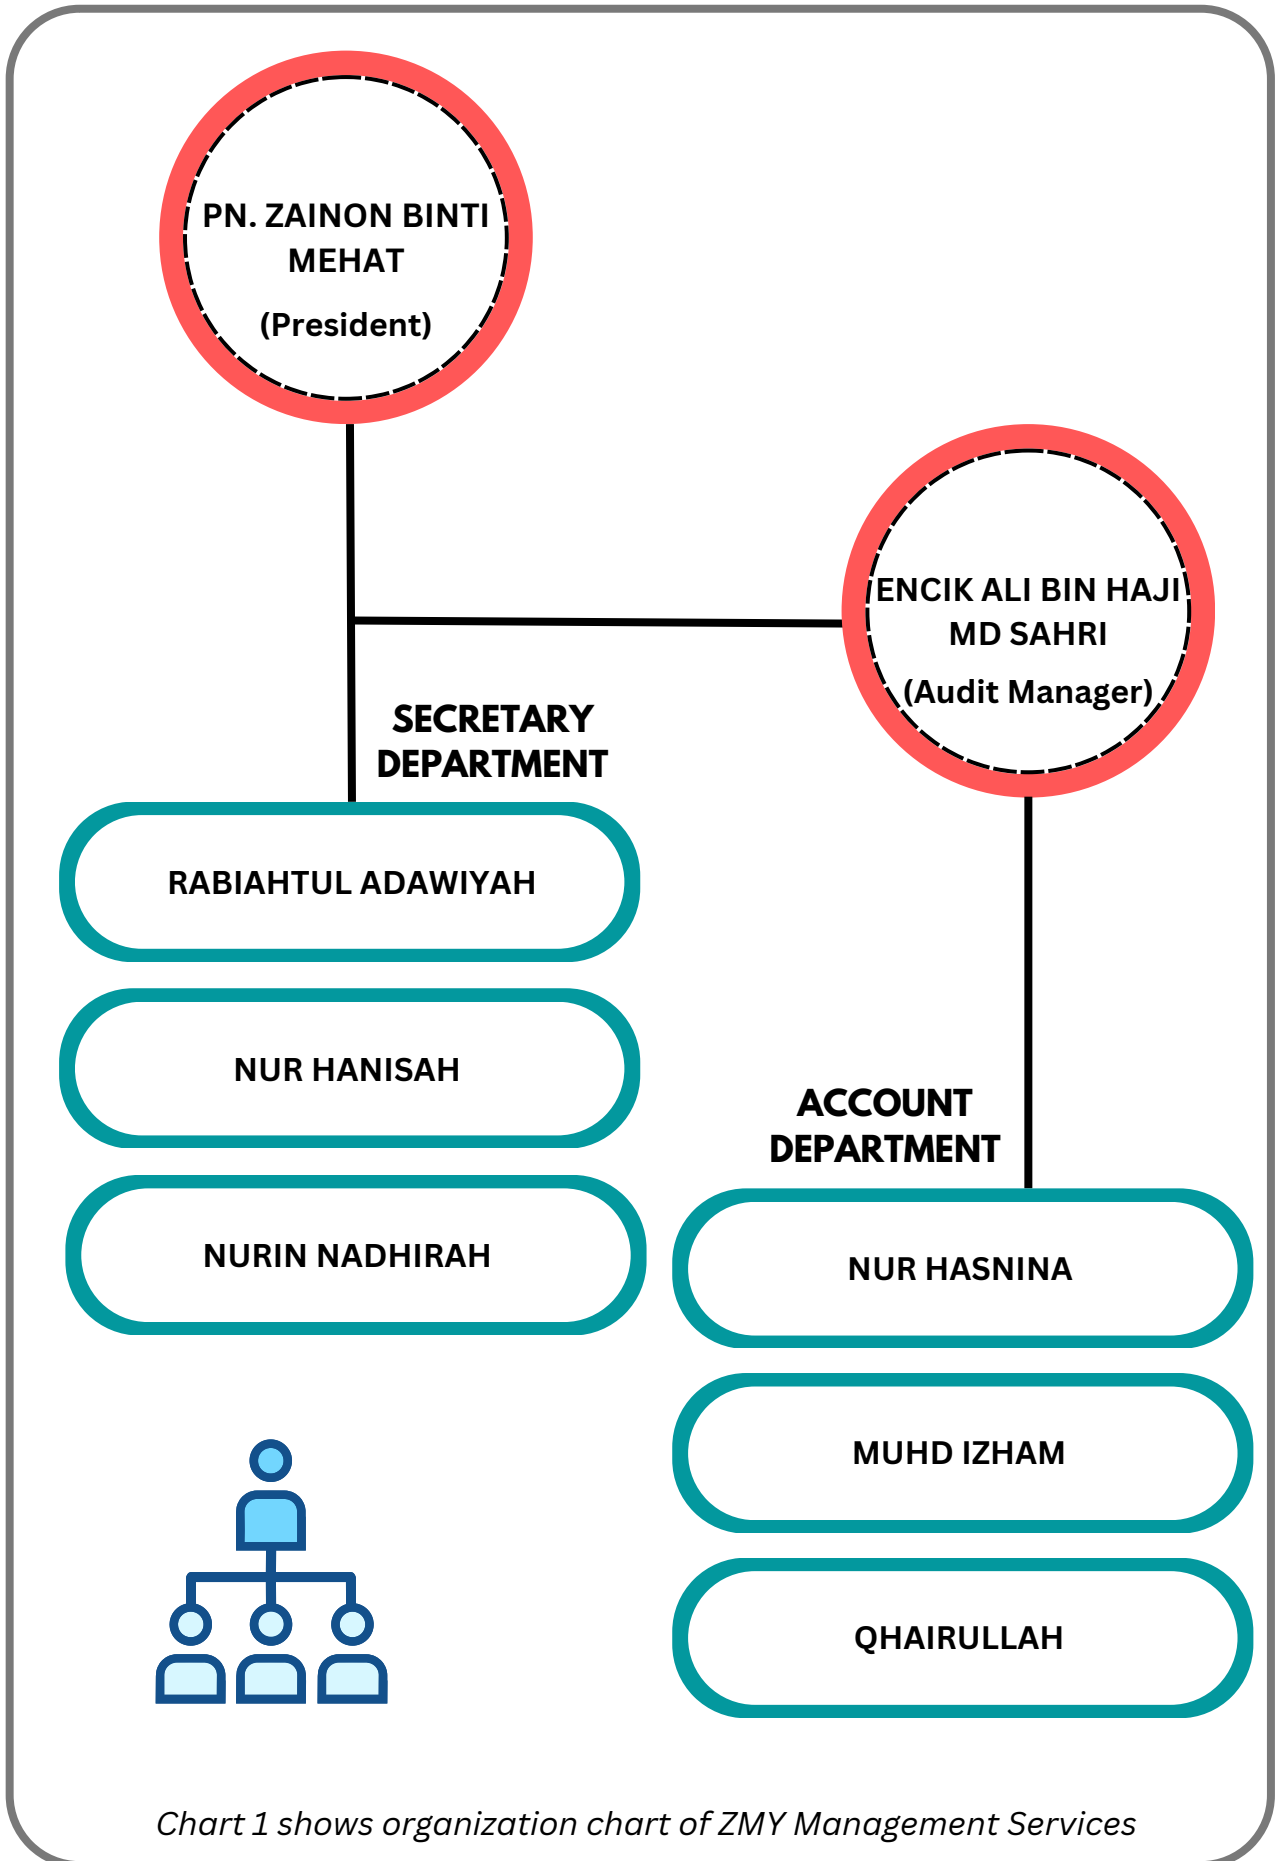 PN. ZAINON BINTI
MEHAT
(President)
ENCIK ALI BIN HAJI
MD SAHRI
(Audit Manager)
SECRETARY
DEPARTMENT
RABIAHTUL ADAWIYAH
NUR HANISAH
NURIN NADHIRAH
ACCOUNT
DEPARTMENT
NUR HASNINA
MUHD IZHAM
QHAIRULLAH
Chart 1 shows organization chart of ZMY Management Services